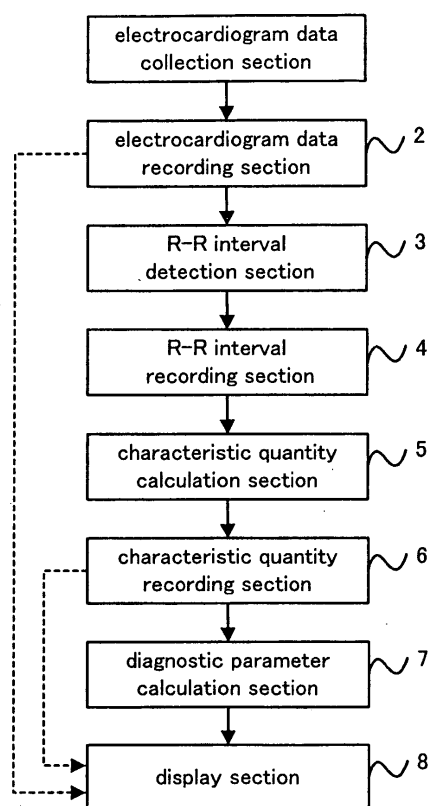 electrocardiogram data
collection section
electrocardiogram data
recording section
2
R-R interval
detection section
3
R-R interval
recording section
4
characteristic quantity
calculation section
5
characteristic quantity
recording section
6
diagnostic parameter
calculation section
7
display section
8